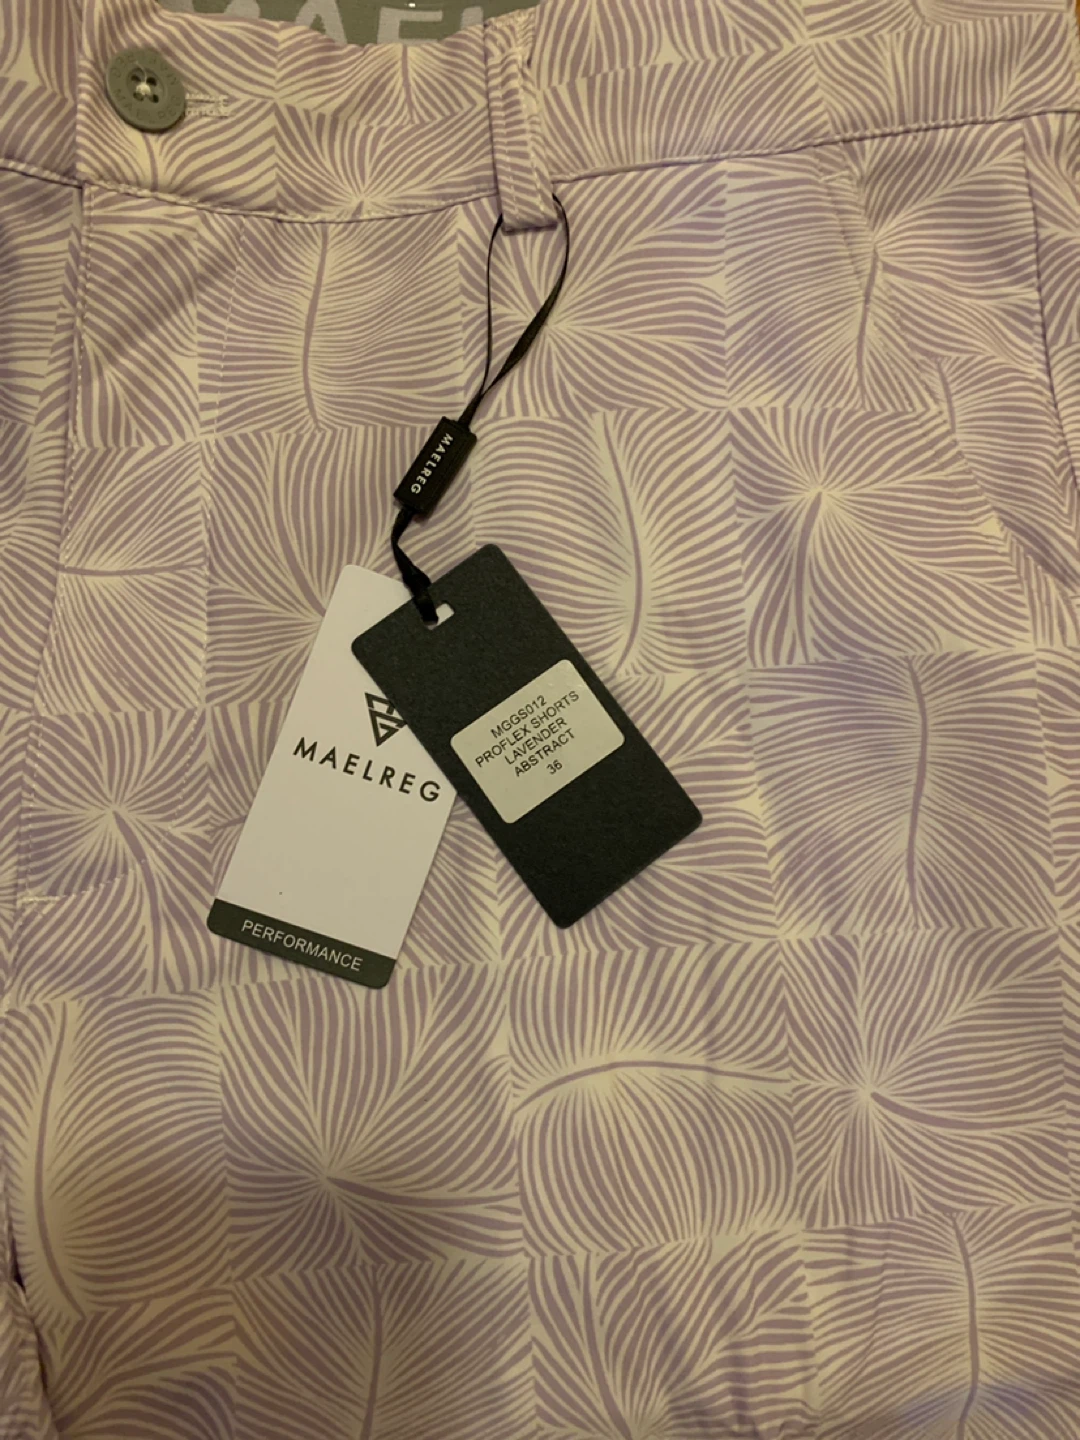 MAELREG
MAELREG
PERFORMANCE
MGGS012
PROFLEX SHORTS
LAVENDER
ABSTRACT
36